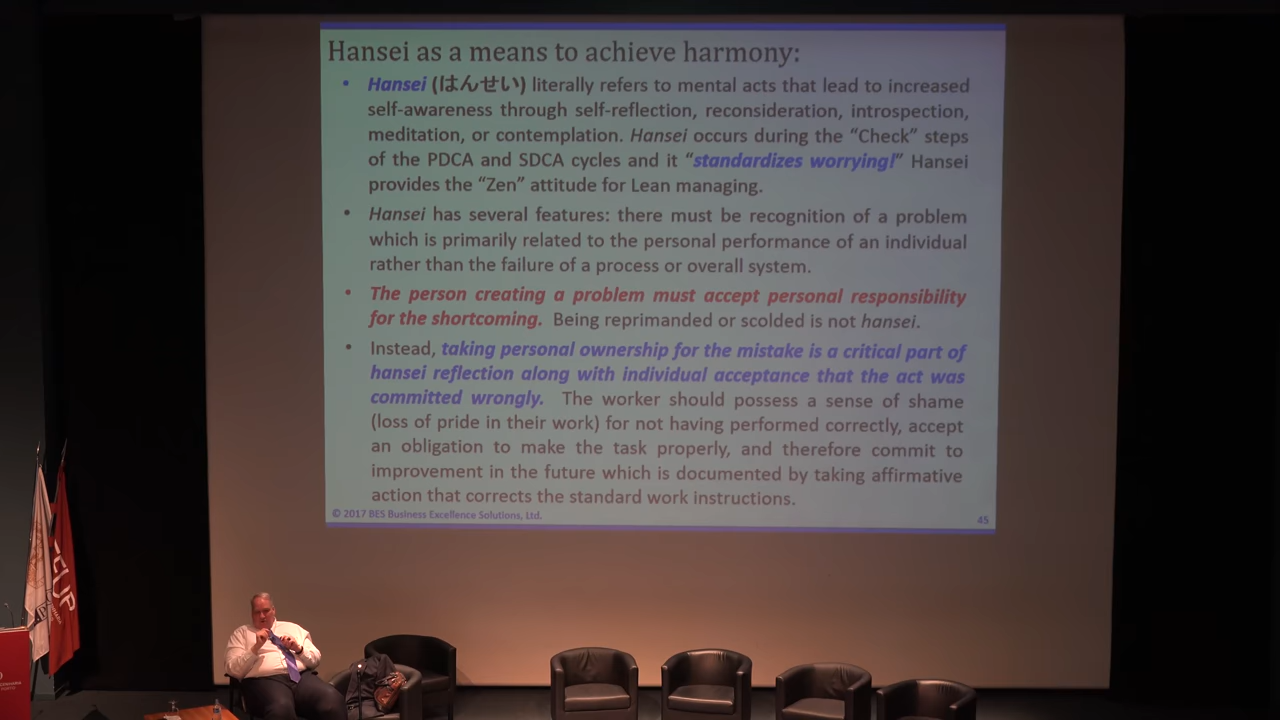 Hansei as a means to achieve harmony:
• Hansei (はんせい) literally refers to mental acts that lead to increased
self-awareness through self-reflection, reconsideration, introspection,
meditation, or contemplation. Hansei occurs during the “Check” steps
of the PDCA and SDCA cycles and it “standardizes worrying!” Hansei
provides the “Zen” attitude for Lean managing.
• Hansei has several features: there must be recognition of a problem
which is primarily related to the personal performance of an individual
rather than the failure of a process or overall system.
• The person creating a problem must accept personal responsibility
for the shortcoming. Being reprimanded or scolded is not hansei.
• Instead, taking personal ownership for the mistake is a critical part of
hansei reflection along with individual acceptance that the act was
committed wrongly. The worker should possess a sense of shame
(loss of pride in their work) for not having performed correctly, accept
an obligation to make the task properly, and therefore commit to
improvement in the future which is documented by taking affirmative
action that corrects the standard work instructions.
© 2017 BES Business Excellence Solutions, Ltd.
45